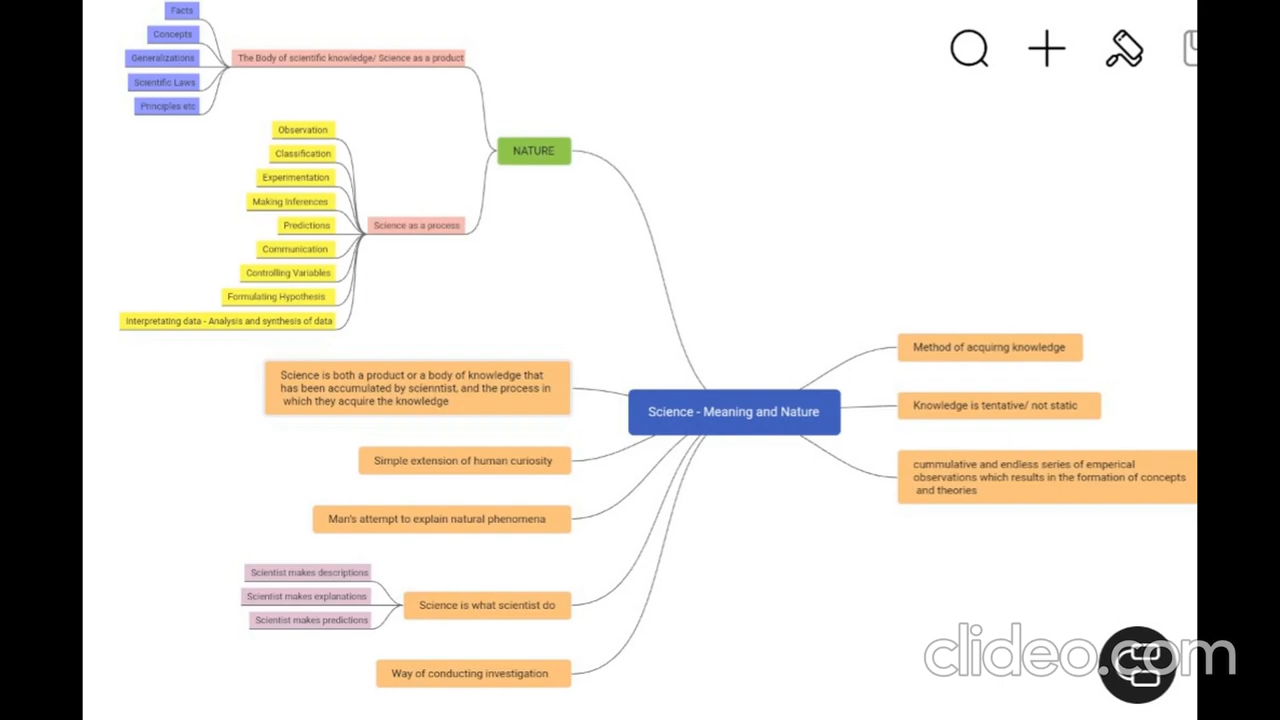 Facts
Concepts
Generalizations
Scientific Laws
Principles etc
The Body of scientific knowledge/ Science as a product
NATURE
Observation
Classification
Experimentation
Making Inferences
Predictions
Communication
Controlling Variables
Formulating Hypothesis
Interpretating data - Analysis and synthesis of data
Science as a process
Science is both a product or a body of knowledge that
has been accumulated by scienntist, and the process in
which they acquire the knowledge
Simple extension of human curiosity
Man's attempt to explain natural phenomena
Scientist makes descriptions
Scientist makes explanations
Scientist makes predictions
Science is what scientist do
Way of conducting investigation
Science - Meaning and Nature
Method of acquirng knowledge
Knowledge is tentative/ not static
cummulative and endless series of emperical
observations which results in the formation of concepts
and theories
clideo.com